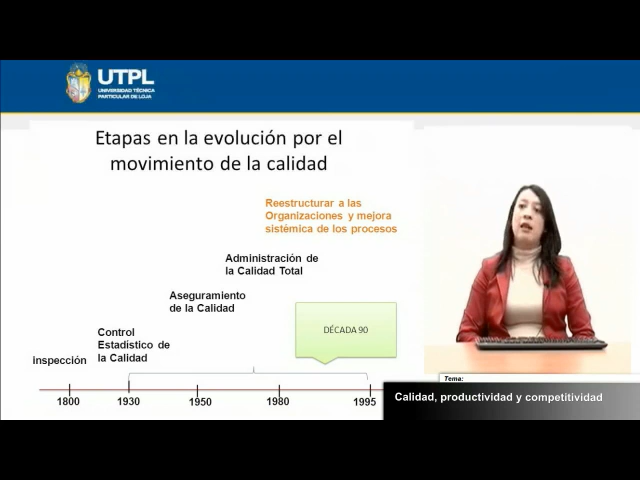 UTPL
UNIVERSIDAD TÉCNICA
PARTICULAR DE LOJA
Etapas en la evolución por el
movimiento de la calidad
Reestructurar a las
Organizaciones y mejora
sistémica de los procesos
Administración de
la Calidad Total
Aseguramiento
de la Calidad
DÉCADA 90
Control
Estadístico de
la Calidad
inspección
1800 1930 1950 1980 1995
Tema:
Calidad, productividad y competitividad